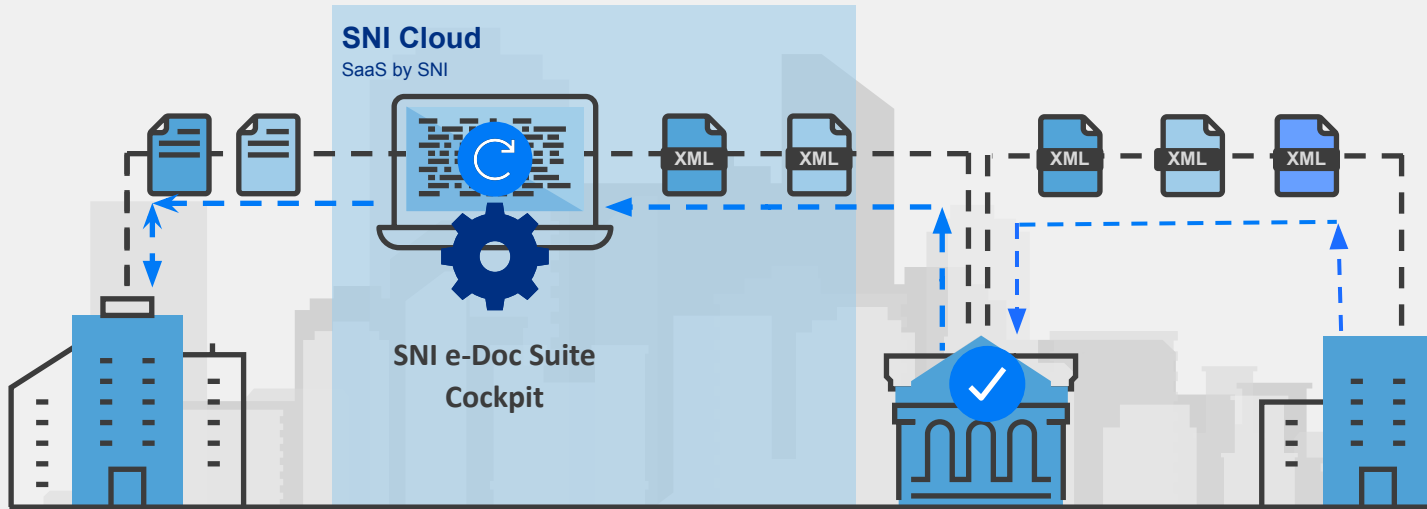 SNI Cloud
SaaS by SNI
XML
XML
XML
XML
XML
SNI e-Doc Suite
Cockpit